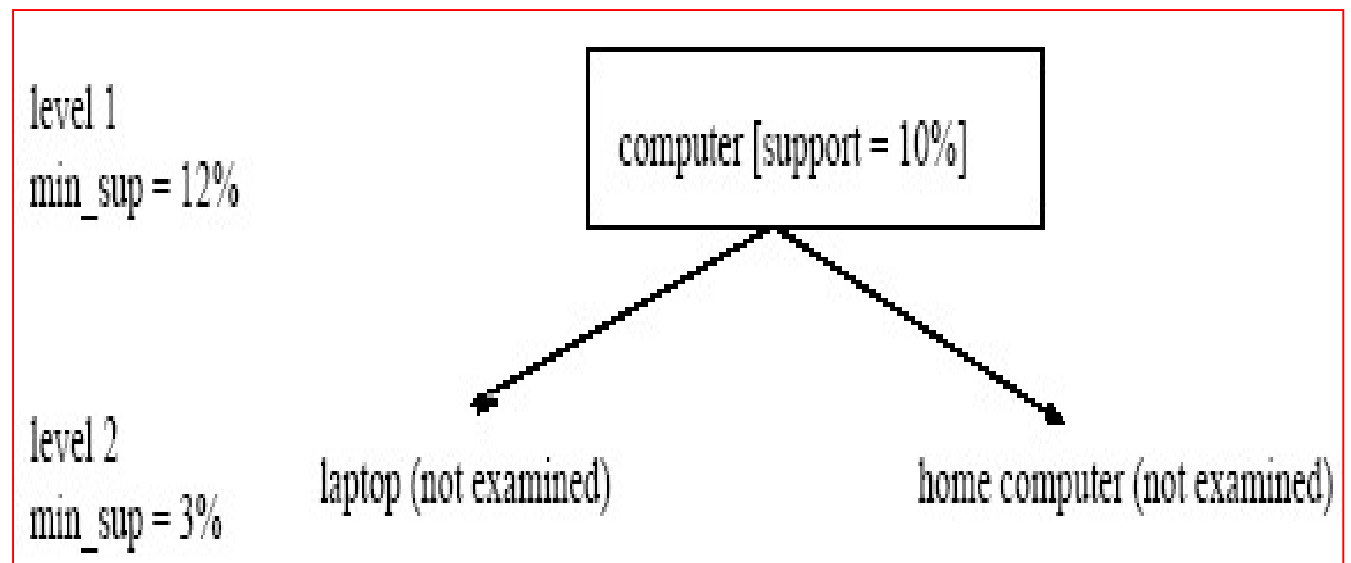 level 1
min_sup = 12%
computer [support = 10%]
level 2
min_sup = 3%
laptop (not examined)
home computer (not examined)